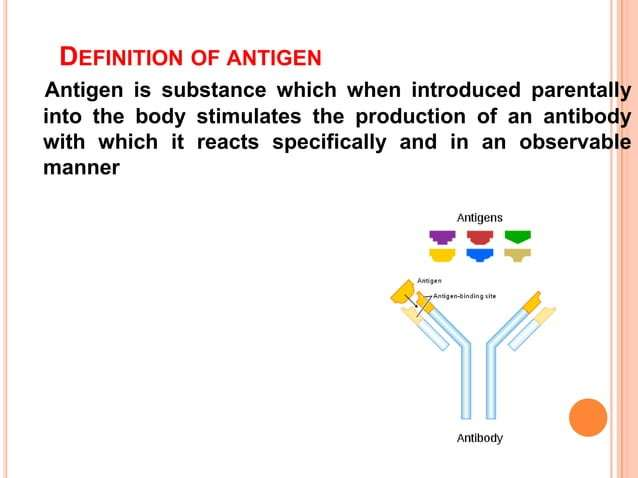 DEFINITION OF ANTIGEN
Antigen is substance which when introduced parentally
into the body stimulates the production of an antibody
with which it reacts specifically and in an observable
manner
Antigens
Antigen
Antigen-binding site
Antibody